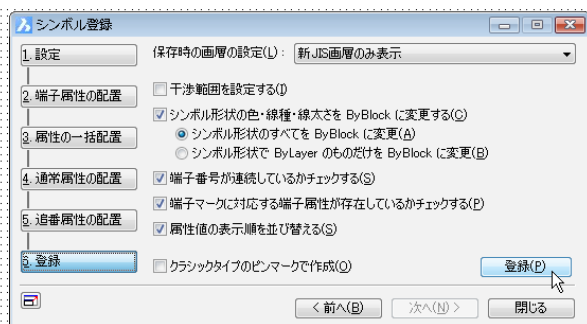 シンボル登録
1. 設定
2. 端子属性の配置
3. 属性の一括配置
4. 通常属性の配置
5. 追番属性の配置
6. 登録
保存時の画層の設定(L)： 新JIS画層のみ表示
干渉範囲を設定する(I)
シンボル形状の色・線種・線太さを ByBlock に変更する(C)
シンボル形状のすべてを ByBlock に変更(A)
シンボル形状で ByLayer のものだけを ByBlock に変更(B)
端子番号が連続しているかチェックする(S)
端子マークに対応する端子属性が存在しているかチェックする(P)
属性値の表示順を並び替える(S)
クラシックタイプのピンマークで作成(O)
登録(P)
< 前へ(B)
次へ(N) >
閉じる